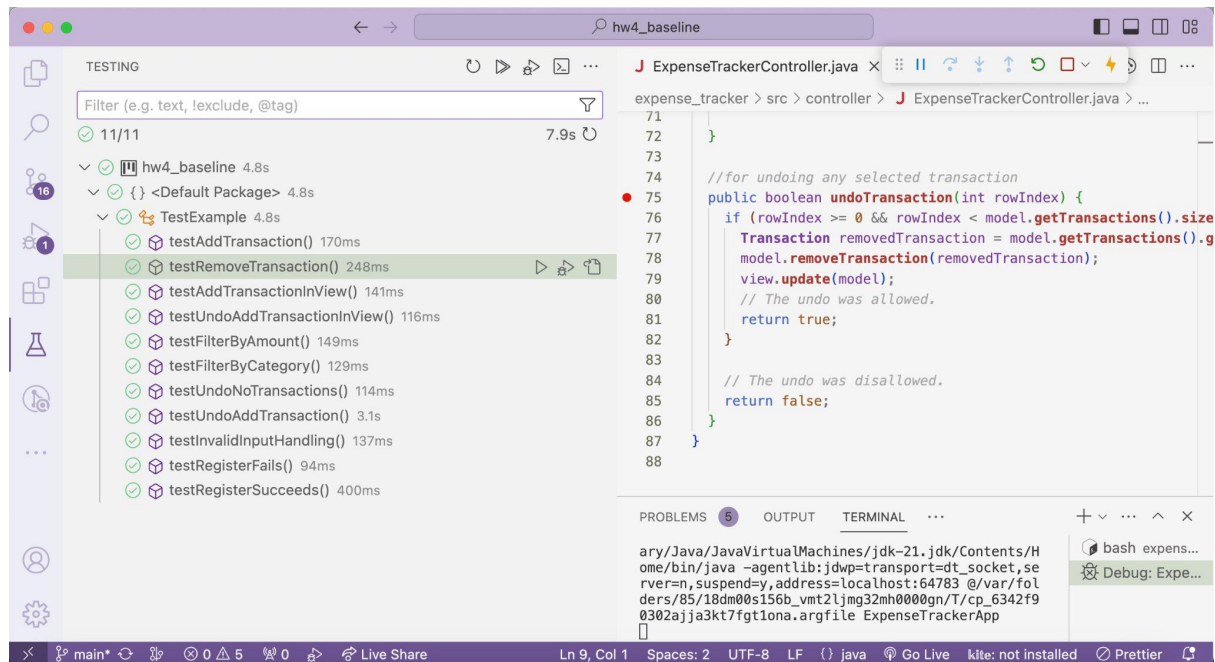 hw4_baseline
TESTING
Filter (e.g. text, !exclude, @tag)
11/11 7.9s
hw4_baseline 4.8s
{} <Default Package> 4.8s
TestExample 4.8s
testAddTransaction() 170ms
testRemoveTransaction() 248ms
testAddTransactionInView() 141ms
testUndoAddTransactionInView() 116ms
testFilterByAmount() 149ms
testFilterByCategory() 129ms
testUndoNoTransactions() 114ms
testUndoAddTransaction() 3.1s
testInvalidInputHandling() 137ms
testRegisterFails() 94ms
testRegisterSucceeds() 400ms
16
1
J ExpenseTrackerController.java
expense_tracker > src > controller > J ExpenseTrackerController.java > ...
71
72 }
73
74 //for undoing any selected transaction
75 public boolean undoTransaction(int rowIndex) {
76 if (rowIndex >= 0 && rowIndex < model.getTransactions().size
77 Transaction removedTransaction = model.getTransactions().g
78 model.removeTransaction(removedTransaction);
79 view.update(model);
80 // The undo was allowed.
81 return true;
82 }
83
84 // The undo was disallowed.
85 return false;
86 }
87 }
88
PROBLEMS 5 OUTPUT TERMINAL ...
ary/Java/JavaVirtualMachines/jdk-21.jdk/Contents/H
ome/bin/java -agentlib:jdwp=transport=dt_socket,se
rver=n,suspend=y,address=localhost:64783 @/var/fol
ders/85/18dm00s156b_vmt2ljmg32mh0000gn/T/cp_6342f9
0302ajja3kt7fgt1ona.argfile ExpenseTrackerApp
bash expens...
Debug: Expe...
main* 0 5 0 Live Share Ln 9, Col 1 Spaces: 2 UTF-8 LF {} java Go Live kite: not installed Prettier